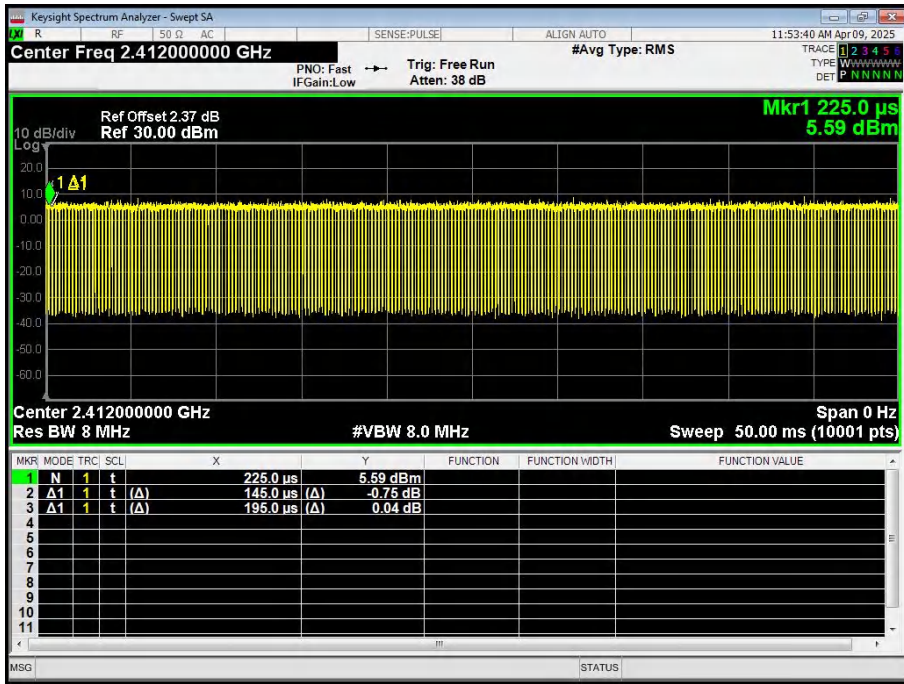 Keysight Spectrum Analyzer - Swept SA
LXI R RF 50 Ω AC SENSE:PULSE ALIGN AUTO 11:53:40 AM Apr 09, 2025
Center Freq 2.412000000 GHz #Avg Type: RMS TRACE 1 2 3 4 5 6
PNO: Fast Trig: Free Run TYPE WWWWWW
IFGain:Low Atten: 38 dB DET P N N N N N
Mkr1 225.0 µs
Ref Offset 2.37 dB
10 dB/div Ref 30.00 dBm 5.59 dBm
Log
20.0
1Δ1
10.0
0.00
-10.0
-20.0
-30.0
-40.0
-50.0
-60.0
Center 2.412000000 GHz Span 0 Hz
Res BW 8 MHz #VBW 8.0 MHz Sweep 50.00 ms (10001 pts)
MKR MODE TRC SCL X Y FUNCTION FUNCTION WIDTH FUNCTION VALUE
1 N 1 t 225.0 µs 5.59 dBm
2 Δ1 1 t (Δ) 145.0 µs (Δ) -0.75 dB
3 Δ1 1 t (Δ) 195.0 µs (Δ) 0.04 dB
4
5
6
7
8
9
10
11
MSG STATUS